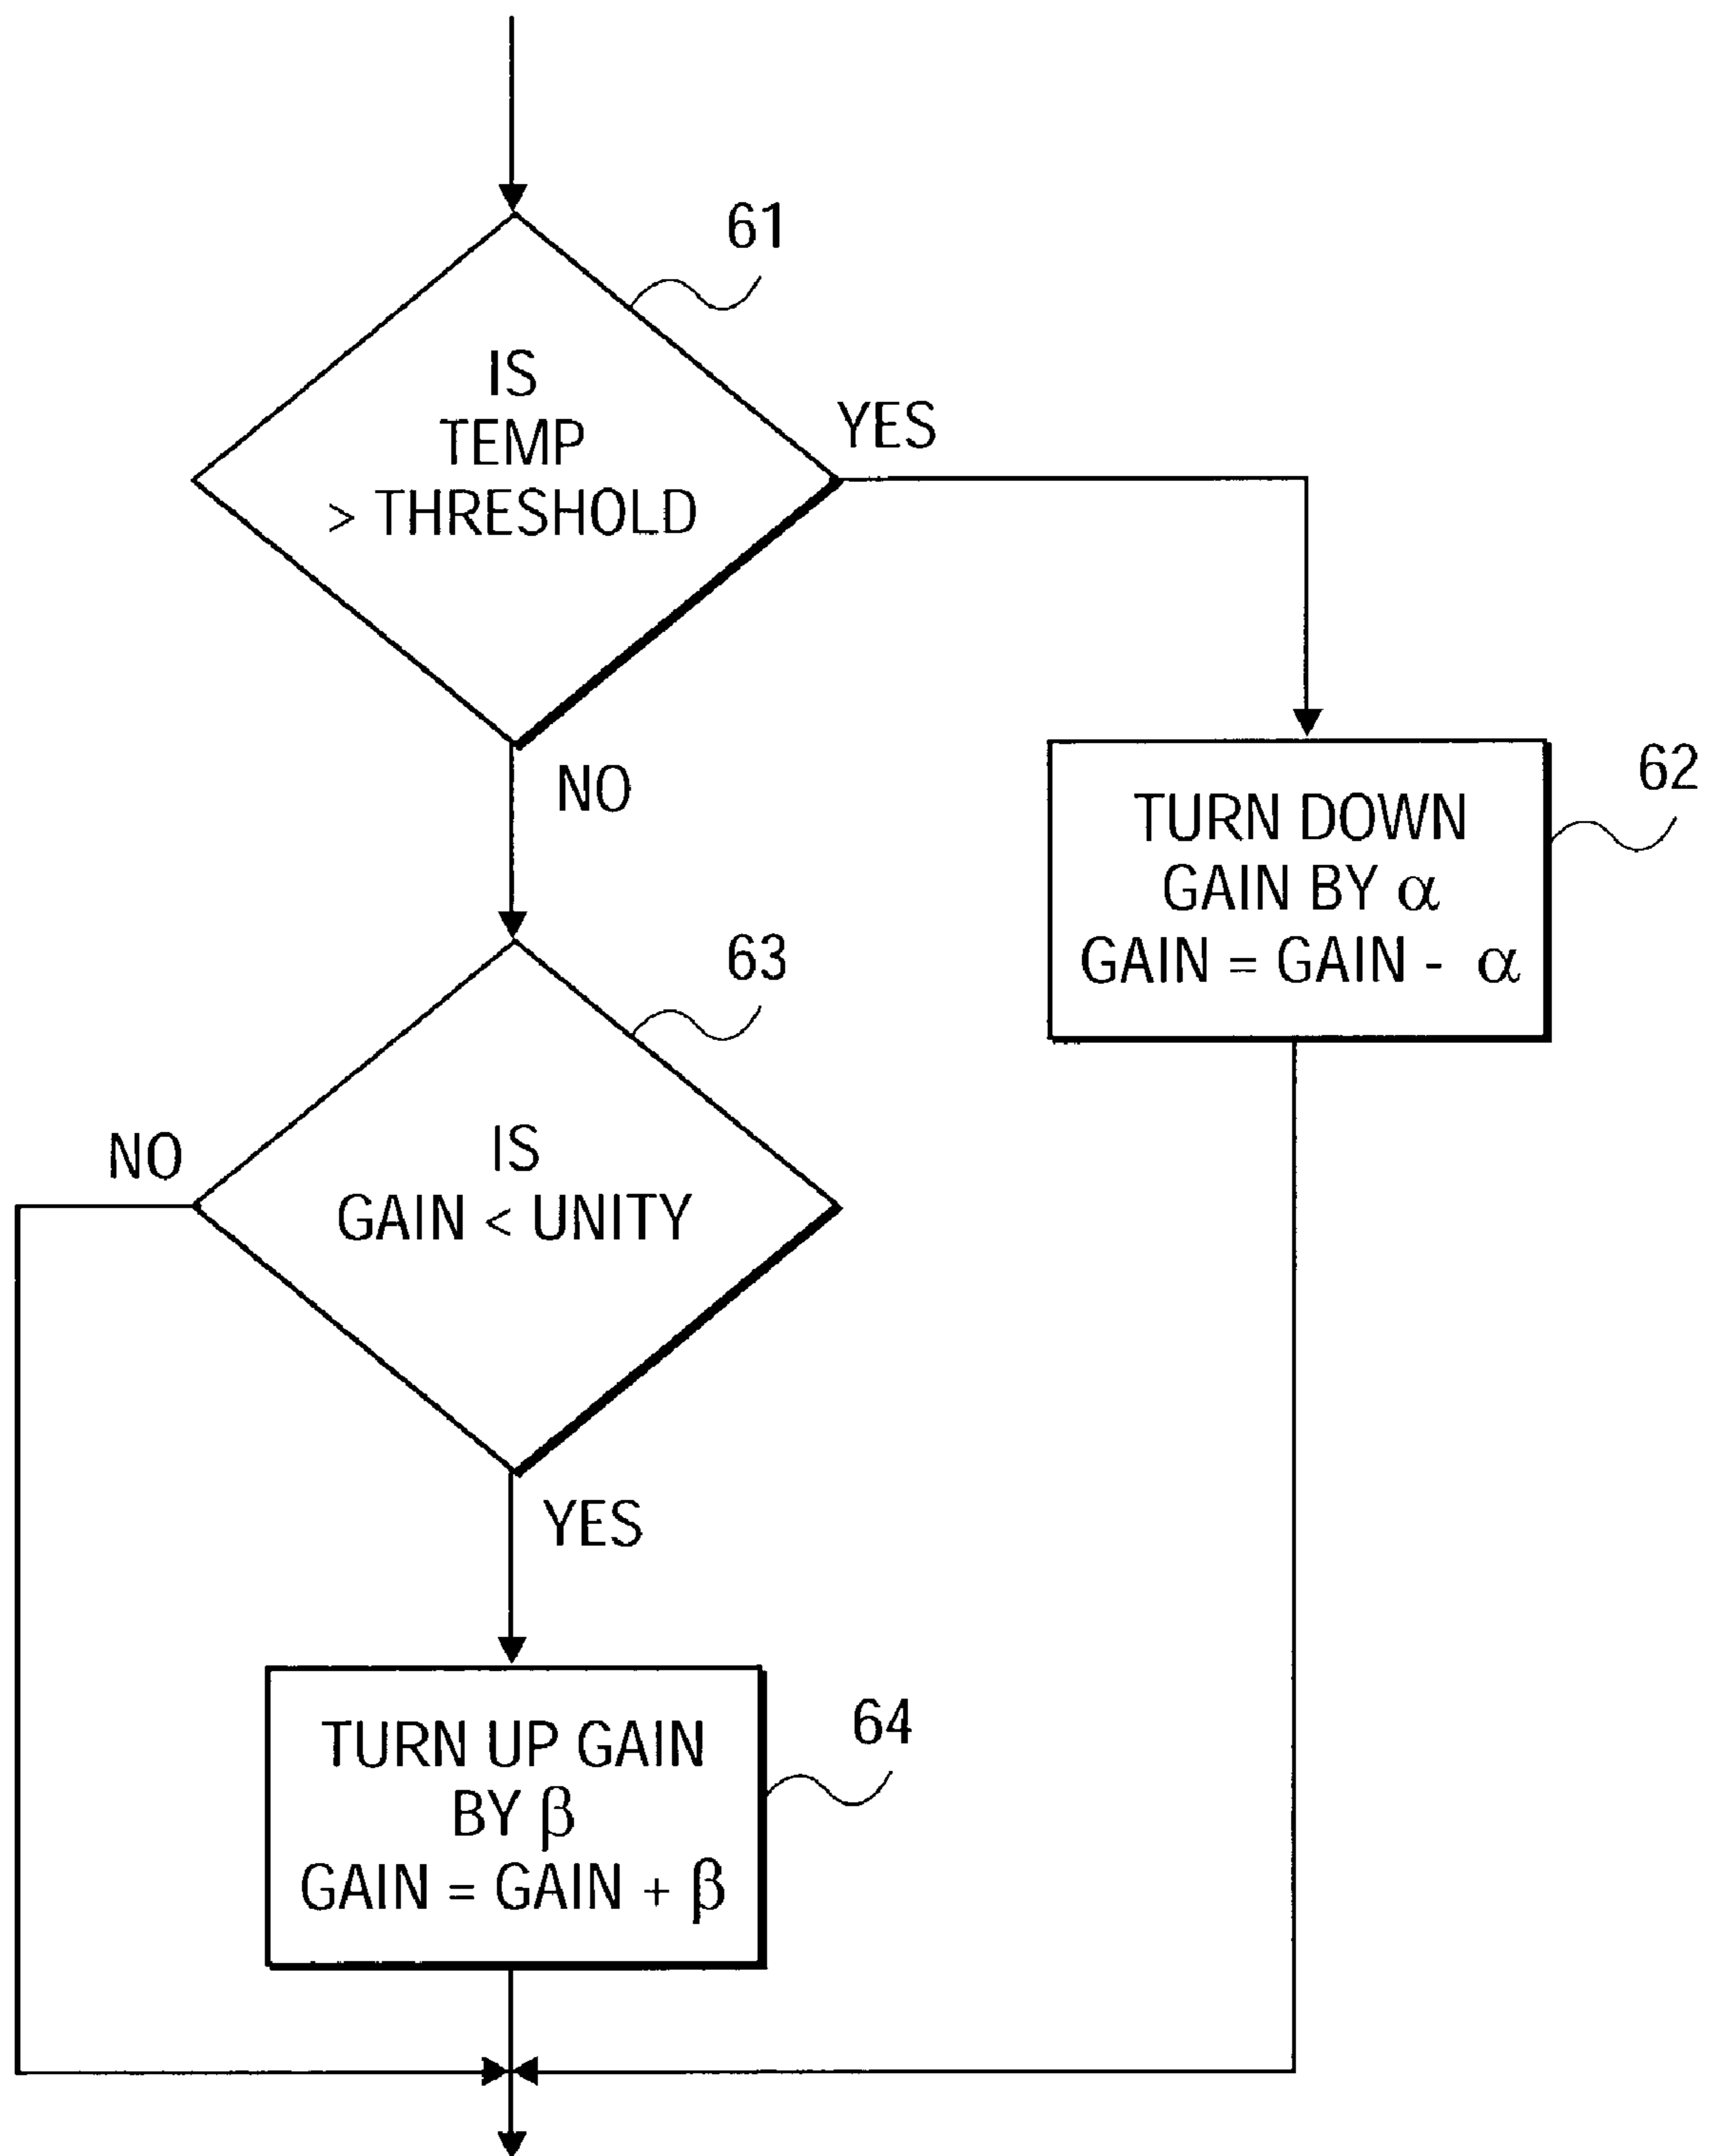 61
IS
TEMP
> THRESHOLD
YES
NO
62
TURN DOWN
GAIN BY α
GAIN = GAIN - α
63
IS
GAIN < UNITY
NO
YES
64
TURN UP GAIN
BY β
GAIN = GAIN + β